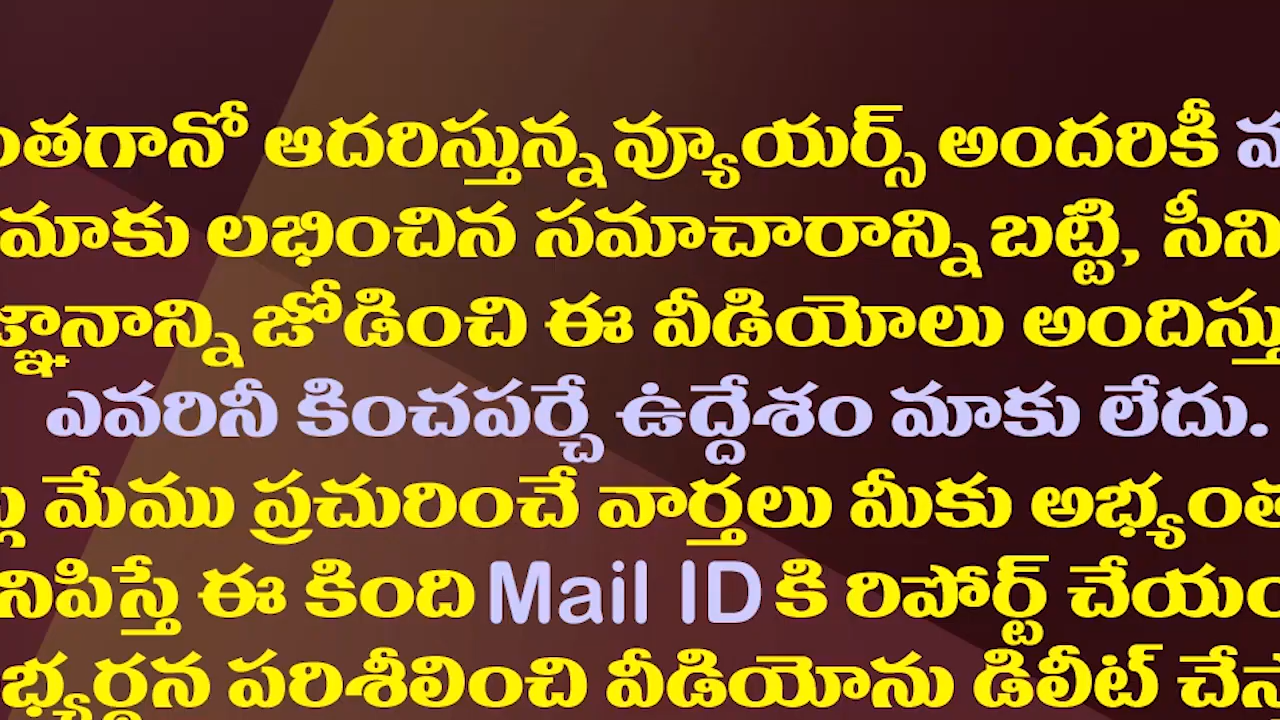 ంతగానో ఆదరిస్తున్న వ్యూయర్స్ అందరికీ
మాకు లభించిన సమాచారాన్ని బట్టి, సీని
జ్ఞానాన్ని జోడించి ఈ వీడియోలు అందిస్తు
ఎవరినీ కించపర్చే ఉద్దేశం మాకు లేదు.
మేము ప్రచురించే వార్తలు మీకు అభ్యంత
నిపిస్తే ఈ కింది Mail ID కి రిపోర్ట్ చేయం
భ్యర్థన పరిశీలించి వీడియోను డిలీట్ చేస